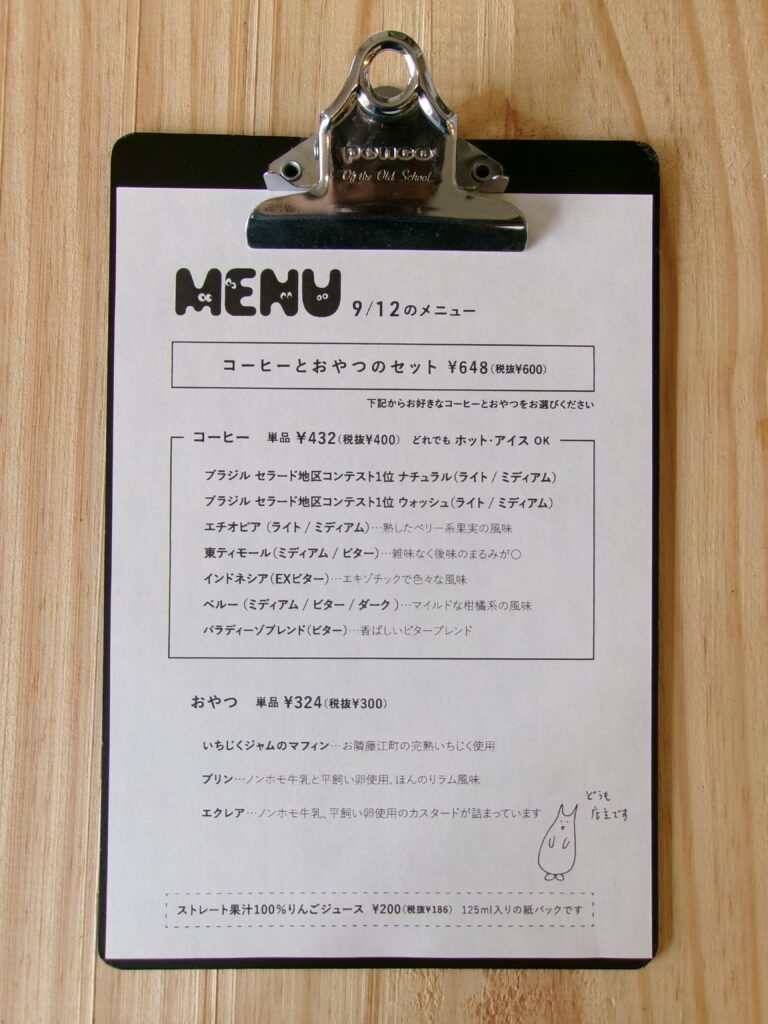 penco
Of the Old School.
MENU 9/12のメニュー
コーヒーとおやつのセット ¥648(税抜¥600)
下記からお好きなコーヒーとおやつをお選びください
コーヒー 単品 ¥432(税抜¥400) どれでも ホット・アイス OK
ブラジル セラード地区コンテスト1位 ナチュラル(ライト / ミディアム)
ブラジル セラード地区コンテスト1位 ウォッシュ(ライト / ミディアム)
エチオピア (ライト / ミディアム)…熟したベリー系果実の風味
東ティモール(ミディアム / ビター)…雑味なく後味のまるみが〇
インドネシア(EXビター)…エキゾチックで色々な風味
ペルー (ミディアム / ビター / ダーク )…マイルドな柑橘系の風味
パラディーゾブレンド(ビター)…香ばしいビターブレンド
おやつ 単品 ¥324(税抜¥300)
いちじくジャムのマフィン…お隣藤江町の完熟いちじく使用
プリン…ノンホモ牛乳と平飼い卵使用、ほんのりラム風味
エクレア…ノンホモ牛乳、平飼い卵使用のカスタードが詰まっています
どうも
店主です
ストレート果汁100%りんごジュース ¥200(税抜¥186) 125ml入りの紙パックです